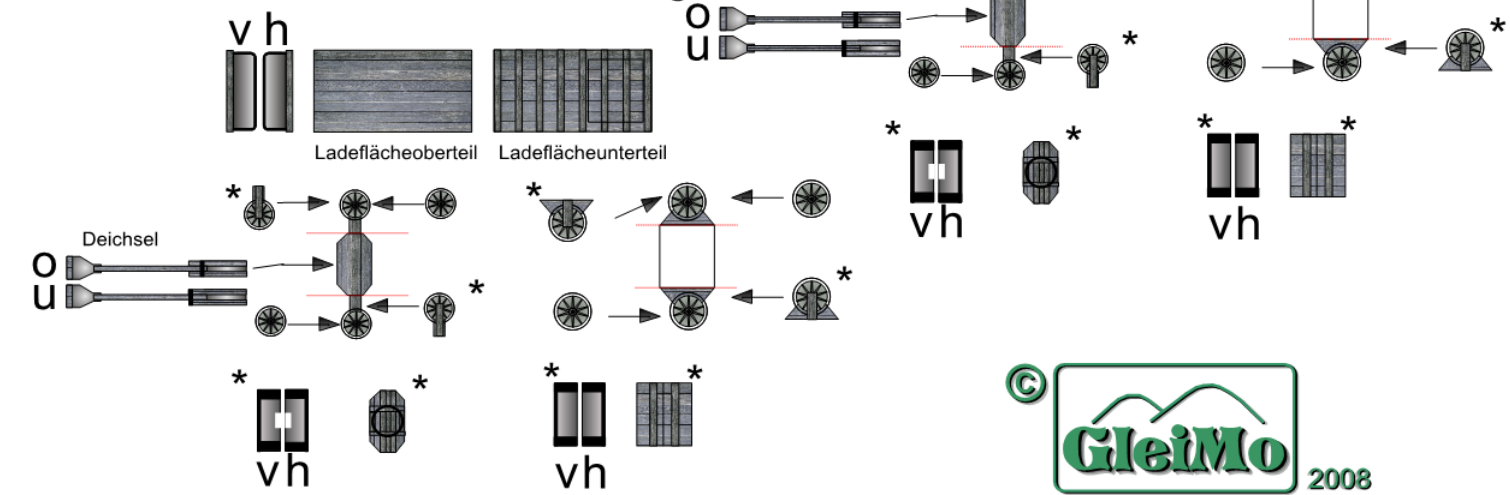 o
u
*
*
v h
Ladeflächeoberteil
Ladeflächeunterteil
*
*
v h
*
*
v h
*
Deichsel
o
u
*
*
*
*
*
v h
*
*
v h
© GleiMo 2008